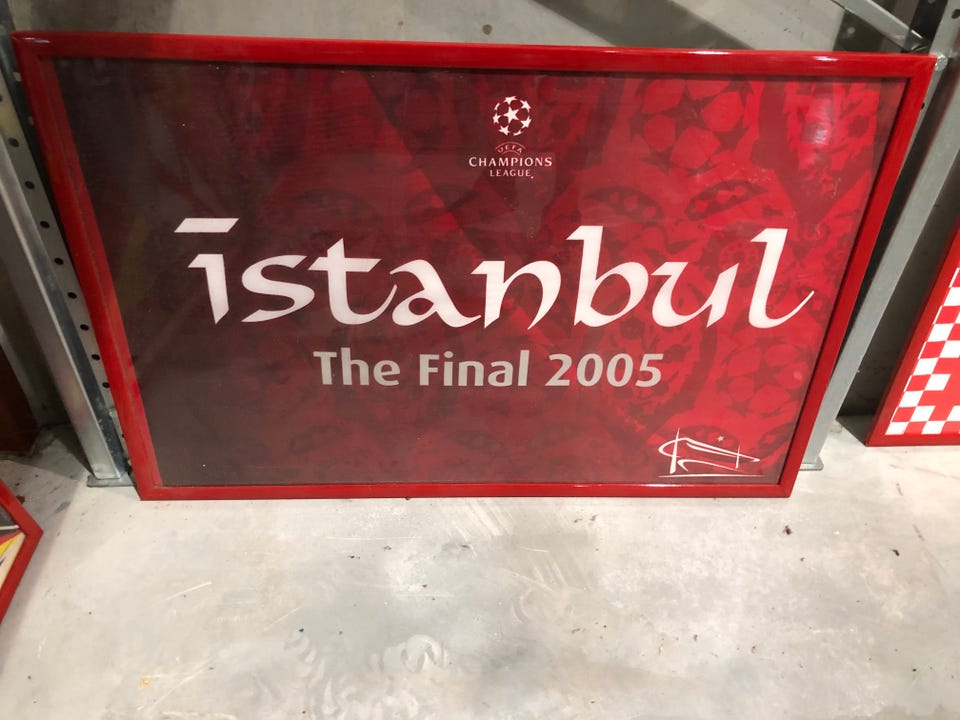 UEFA
CHAMPIONS
LEAGUE
istanbul
The Final 2005